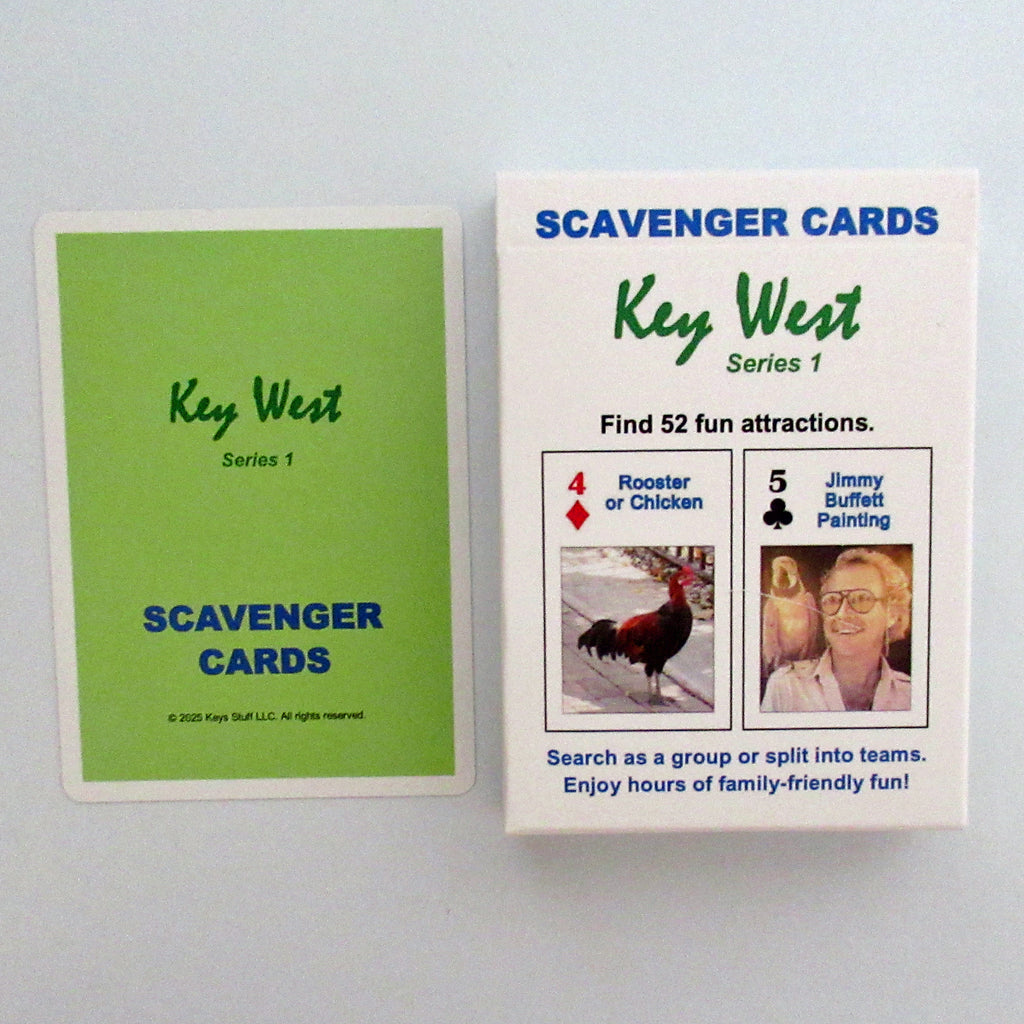 Key West
Series 1
SCAVENGER
CARDS
© 2025 Keys Stuff LLC. All rights reserved.
SCAVENGER CARDS
Key West
Series 1
Find 52 fun attractions.
4
Rooster
or Chicken
5
Jimmy
Buffett
Painting
Search as a group or split into teams.
Enjoy hours of family-friendly fun!